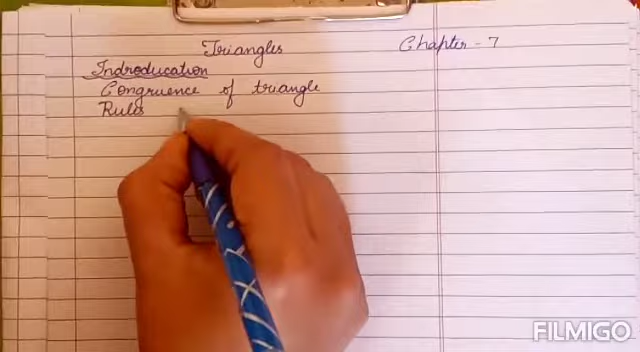 Triangles Chapter - 7
Indroducation
Congruence of triangle
Rules
FILMIGO